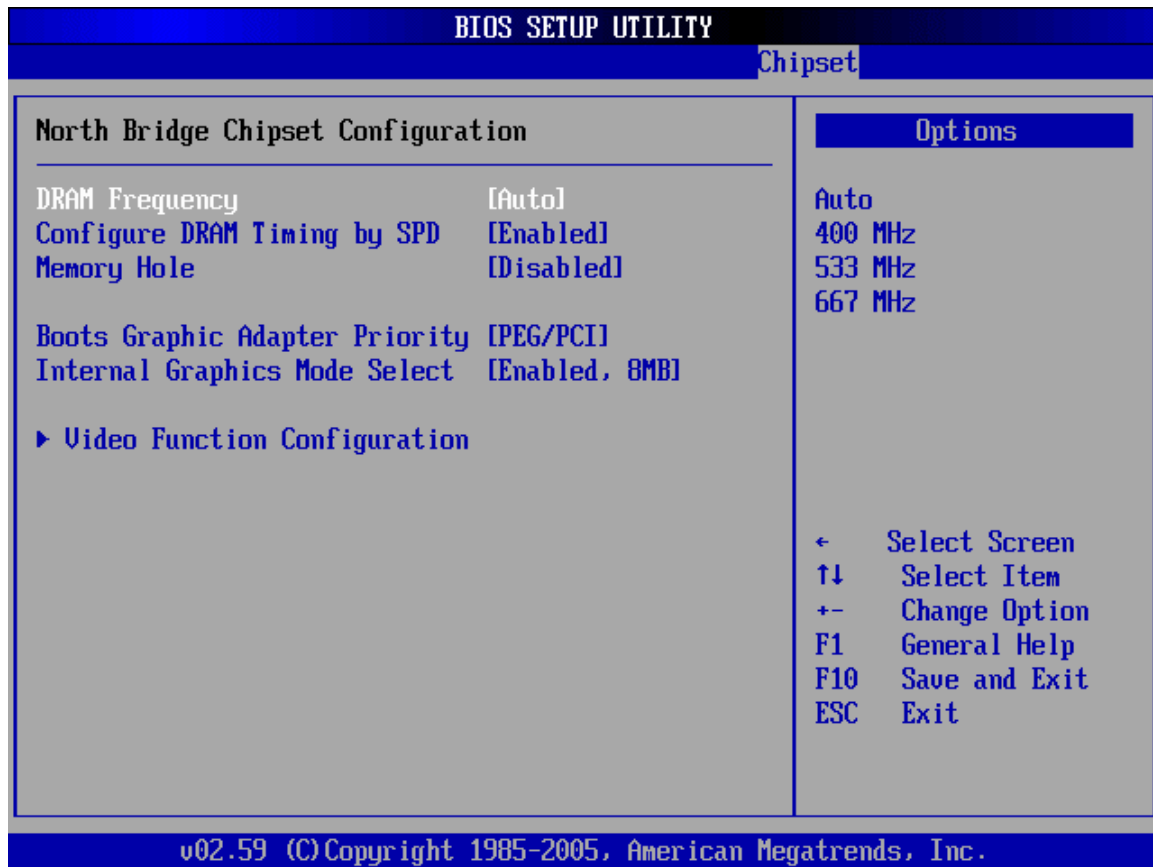 BIOS SETUP UTILITY
Chipset
North Bridge Chipset Configuration
DRAM Frequency [Auto]
Configure DRAM Timing by SPD [Enabled]
Memory Hole [Disabled]
Boots Graphic Adapter Priority [PEG/PCI]
Internal Graphics Mode Select [Enabled, 8MB]
▶ Video Function Configuration
Options
Auto
400 MHz
533 MHz
667 MHz
← Select Screen
↑↓ Select Item
+- Change Option
F1 General Help
F10 Save and Exit
ESC Exit
v02.59 (C)Copyright 1985-2005, American Megatrends, Inc.